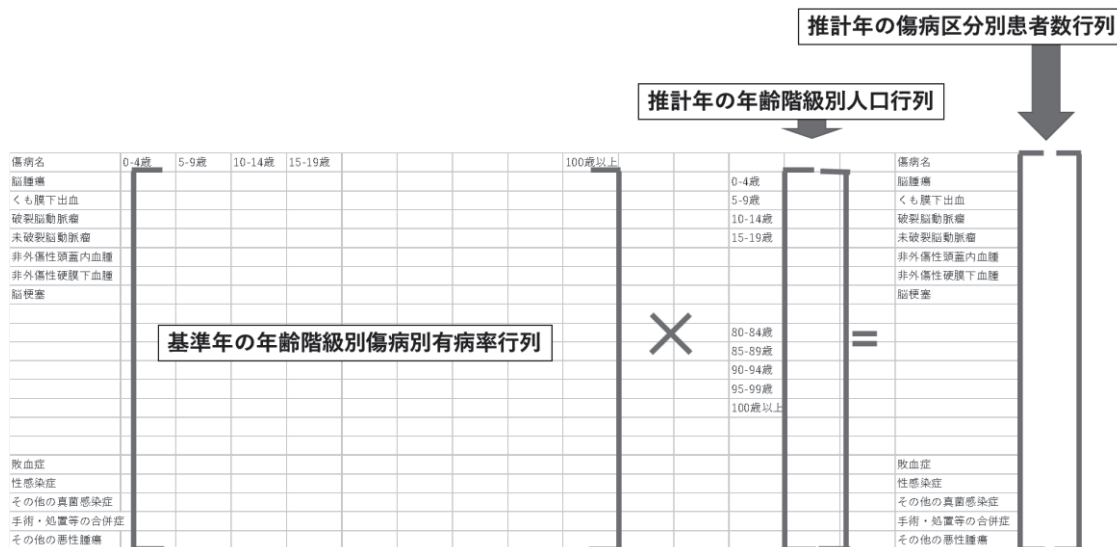 推計年の傷病区分別患者数行列
推計年の年齢階級別人口行列
傷病名 0-4歳 5-9歳 10-14歳 15-19歳 100歳以上 傷病名
脳腫瘍 0-4歳 脳腫瘍
くも膜下出血 5-9歳 くも膜下出血
破裂脳動脈瘤 10-14歳 破裂脳動脈瘤
未破裂脳動脈瘤 15-19歳 未破裂脳動脈瘤
非外傷性頭蓋内血腫 非外傷性頭蓋内血腫
非外傷性硬膜下血腫 非外傷性硬膜下血腫
脳梗塞 脳梗塞
基準年の年齢階級別傷病別有病率行列 × 80-84歳 =
85-89歳
90-94歳
95-99歳
100歳以上
敗血症 敗血症
性感染症 性感染症
その他の真菌感染症 その他の真菌感染症
手術・処置等の合併症 手術・処置等の合併症
その他の悪性腫瘍 その他の悪性腫瘍